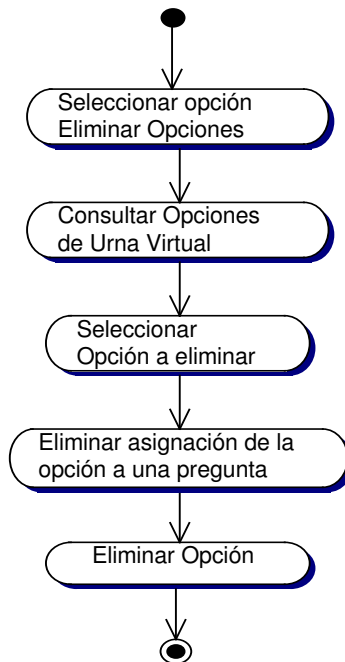 Seleccionar opción
Eliminar Opciones
Consultar Opciones
de Urna Virtual
Seleccionar
Opción a eliminar
Eliminar asignación de la
opción a una pregunta
Eliminar Opción